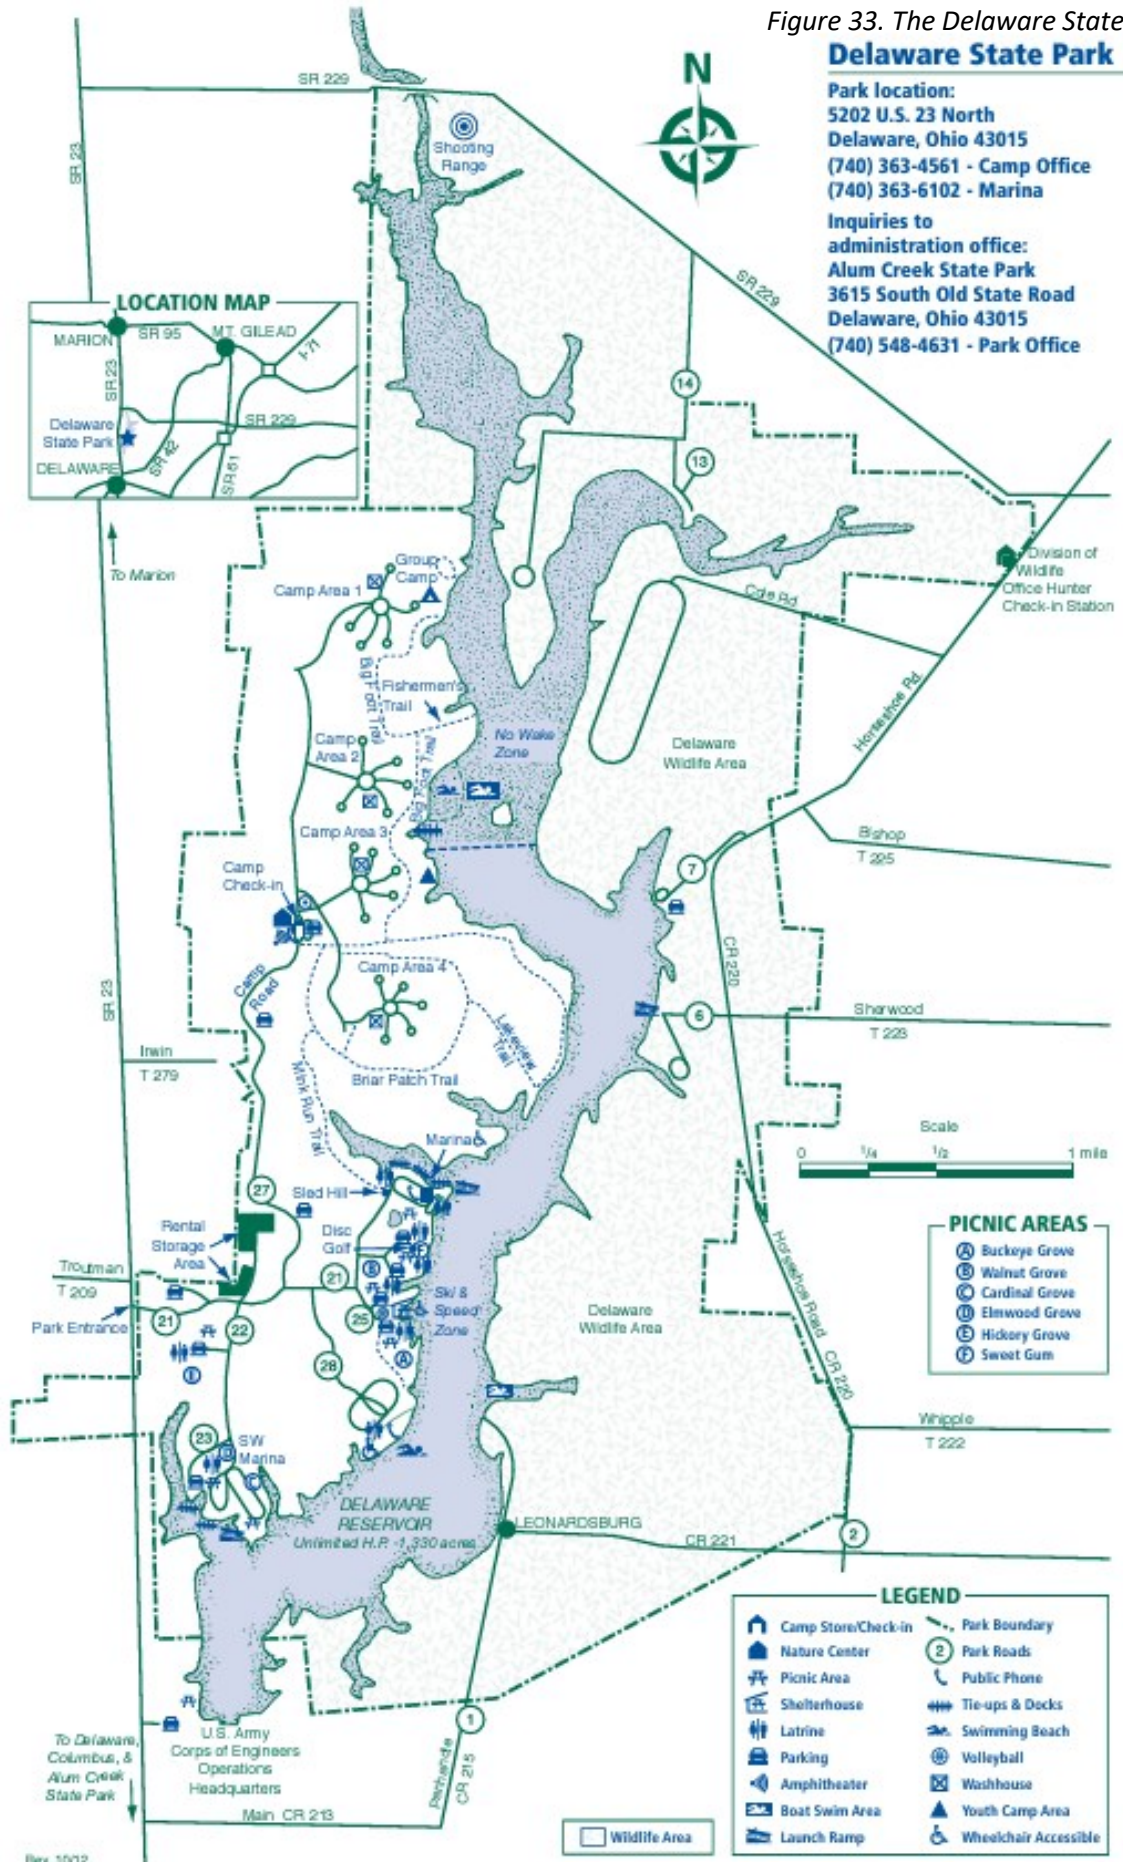 Figure 33. The Delaware State
Delaware State Park
Park location:
5202 U.S. 23 North
Delaware, Ohio 43015
(740) 363-4561 - Camp Office
(740) 363-6102 - Marina
Inquiries to
administration office:
Alum Creek State Park
3615 South Old State Road
Delaware, Ohio 43015
(740) 548-4631 - Park Office
N
SR 229
SR 23
Shooting
Range
SR 229
LOCATION MAP
MARION
SR 95
MT. GILEAD
I-71
SR 23
Delaware
State Park
SR 229
SR 42
SR 61
DELAWARE
14
13
To Marion
Division of
Wildlife
Office Hunter
Check-in Station
Group
Camp
Camp Area 1
Cole Rd
Big Foot Trail
Fishermen's
Trail
Horseshoe Rd.
No Wake
Zone
Delaware
Wildlife Area
Camp
Area 2
Big Foot Trail
Camp Area 3
Bishop
T 225
7
Camp
Check-in
Camp Area 4
CR 220
Camp
Road
SR 23
Sherwood
T 223
6
Lakeview
Trail
Irwin
T 279
Briar Patch Trail
Mink Run Trail
Scale
0
1/4
1/2
1 mile
Marina
27
Sled Hill
Rental
Storage
Area
Disc
Golf
F
B
Troutman
T 209
21
Park Entrance
21
22
25
Ski &
Speed
Zone
A
28
Delaware
Wildlife Area
Horseshoe Road CR 220
PICNIC AREAS
A Buckeye Grove
B Walnut Grove
C Cardinal Grove
D Elmwood Grove
E Hickory Grove
F Sweet Gum
23
SW
Marina
C
Whipple
T 222
DELAWARE
RESERVOIR
Unlimited H.P. -1,330 acres
LEONARDSBURG
CR 221
2
LEGEND
Camp Store/Check-in
Nature Center
Picnic Area
Shelterhouse
Latrine
Parking
Amphitheater
Boat Swim Area
Launch Ramp
Park Boundary
2 Park Roads
Public Phone
Tie-ups & Docks
Swimming Beach
Volleyball
Washhouse
Youth Camp Area
Wheelchair Accessible
U.S. Army
Corps of Engineers
Operations
Headquarters
To Delaware,
Columbus, &
Alum Creek
State Park
1
Panhandle
CR 215
Main CR 213
Wildlife Area
Rev. 10/12